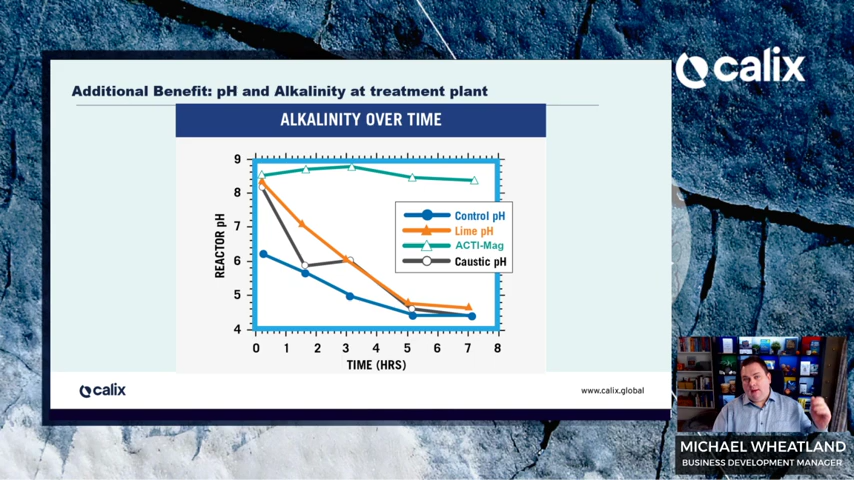 calix
Additional Benefit: pH and Alkalinity at treatment plant
ALKALINITY OVER TIME
9
8
7
6
5
4
REACTOR pH
Control pH
Lime pH
ACTI-Mag
Caustic pH
0 1 2 3 4 5 6 7 8
TIME (HRS)
calix
www.calix.global
MICHAEL WHEATLAND
BUSINESS DEVELOPMENT MANAGER